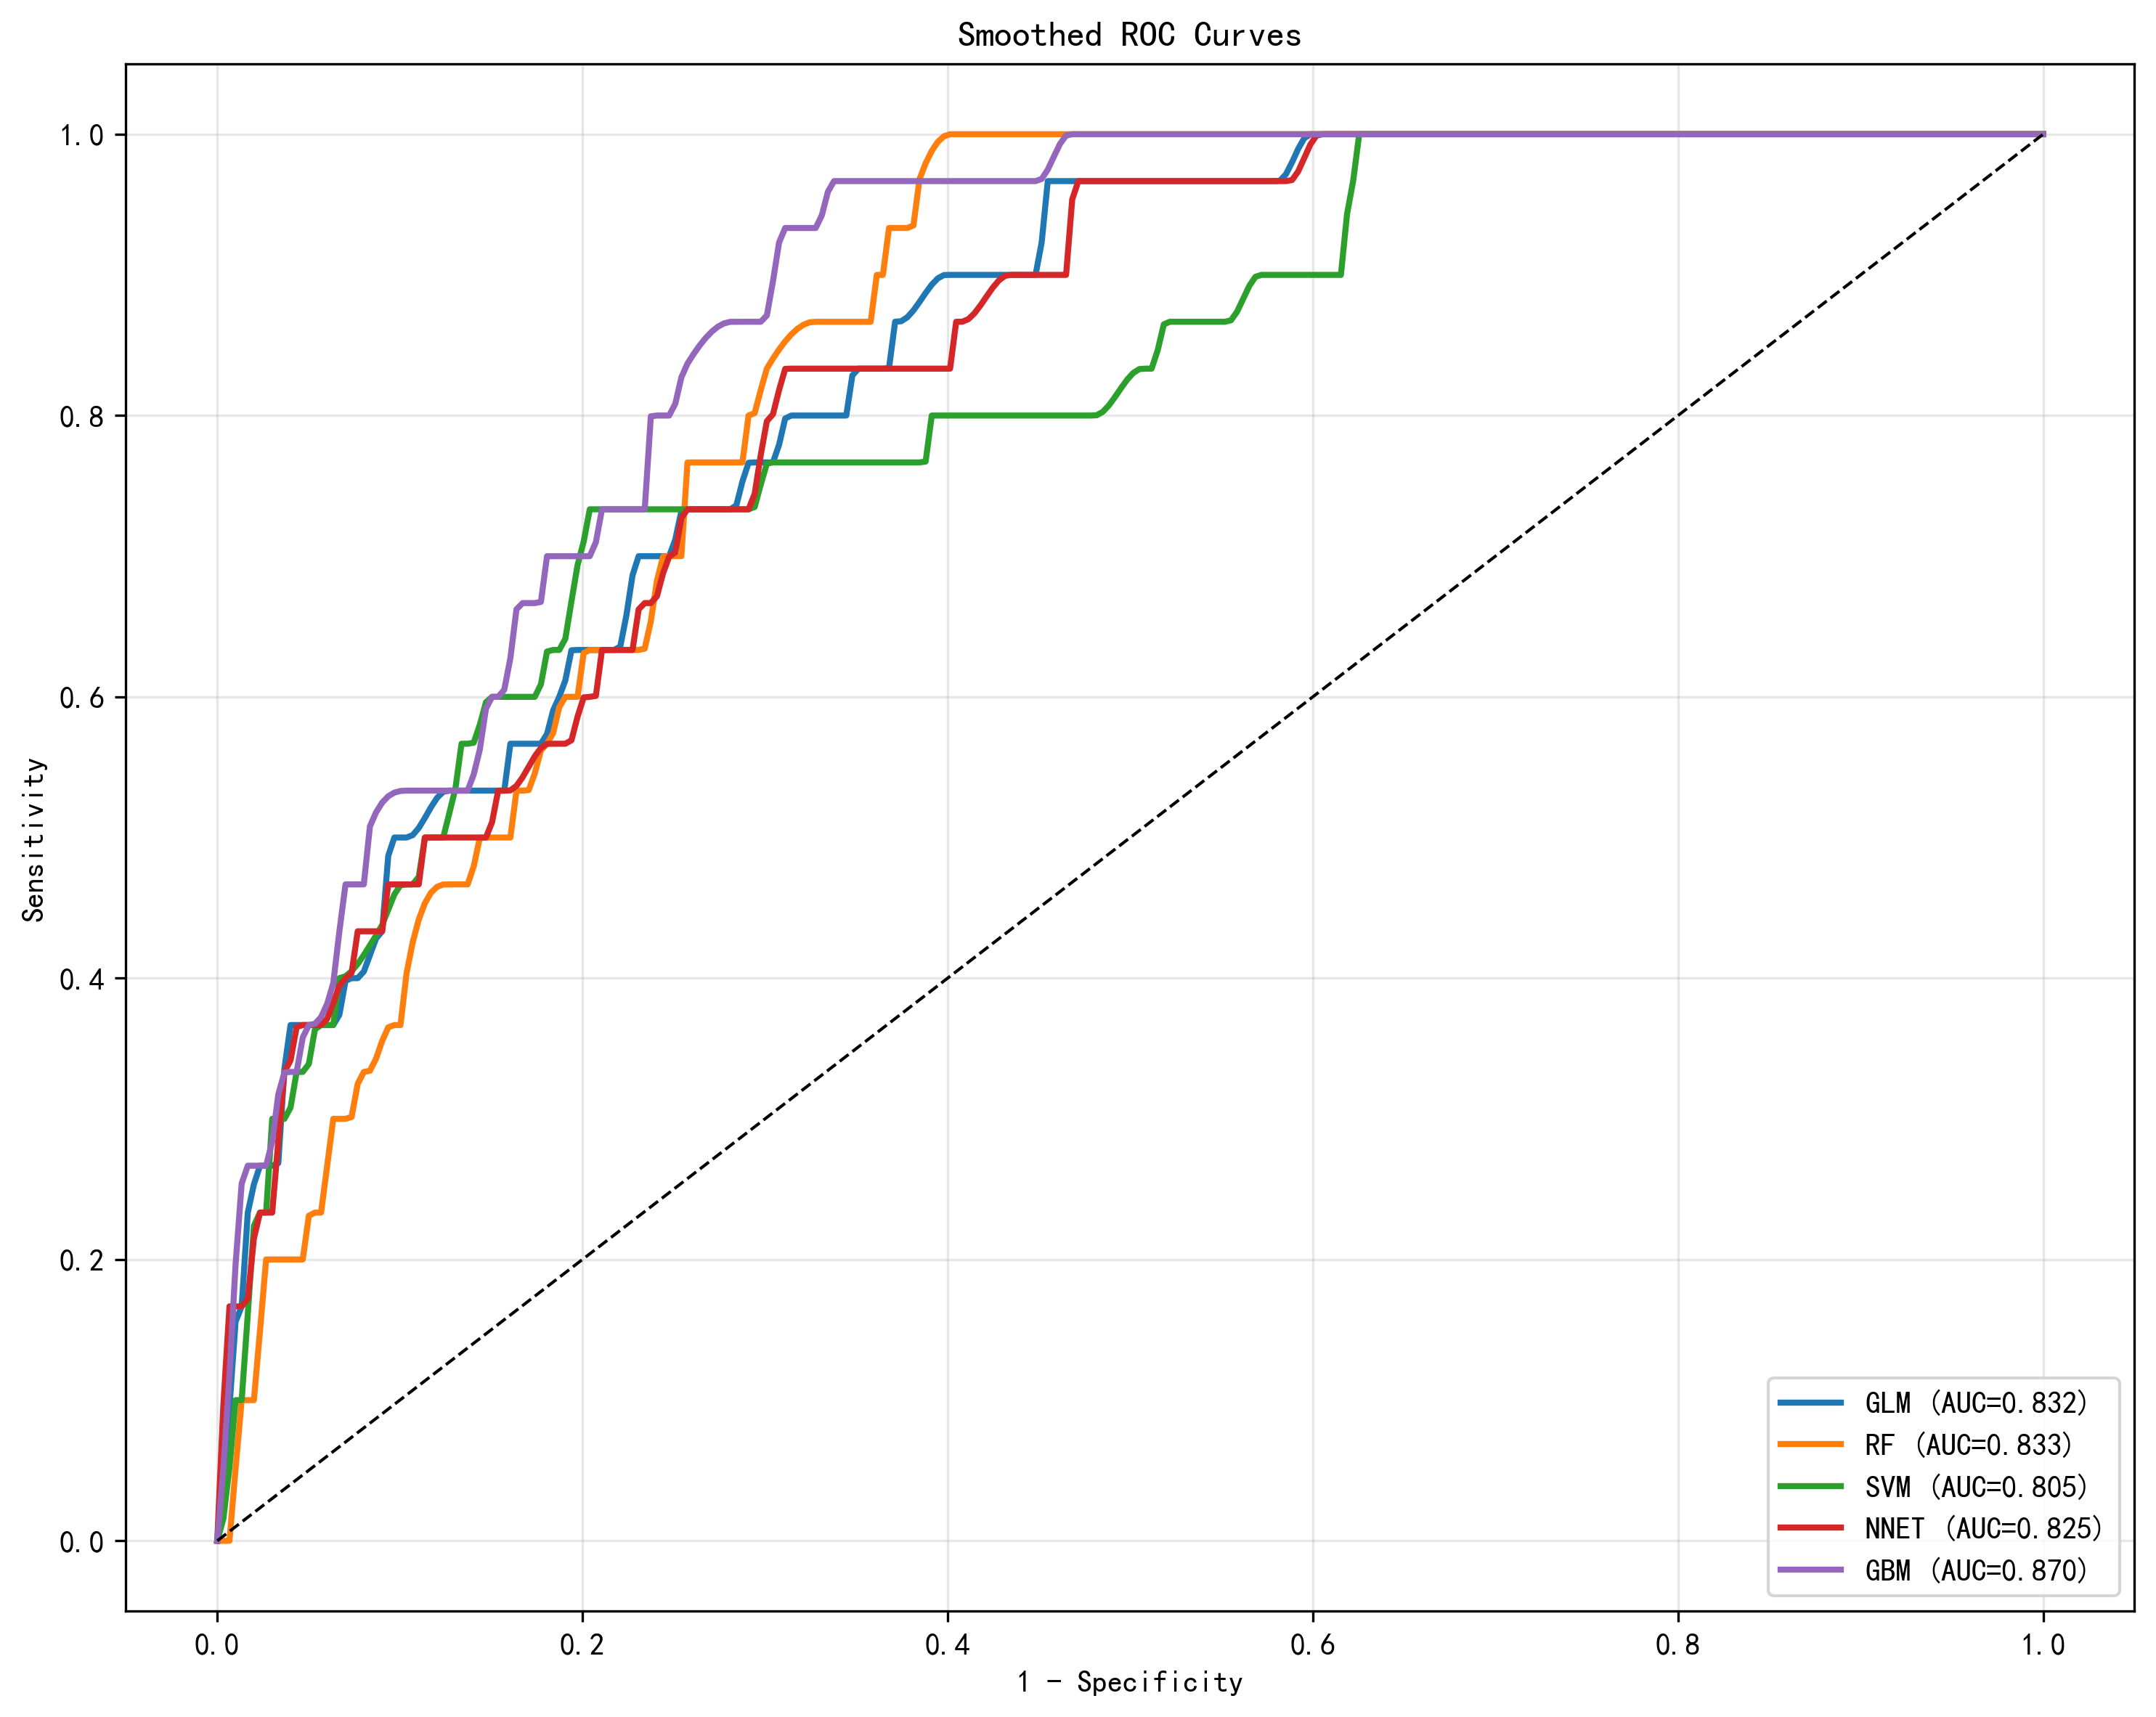 Smoothed ROC Curves
1.0
0.8
0.6
0.4
0.2
0.0
Sensitivity
0.0 0.2 0.4 0.6 0.8 1.0
1 - Specificity
GLM (AUC=0.832)
RF (AUC=0.833)
SVM (AUC=0.805)
NNET (AUC=0.825)
GBM (AUC=0.870)